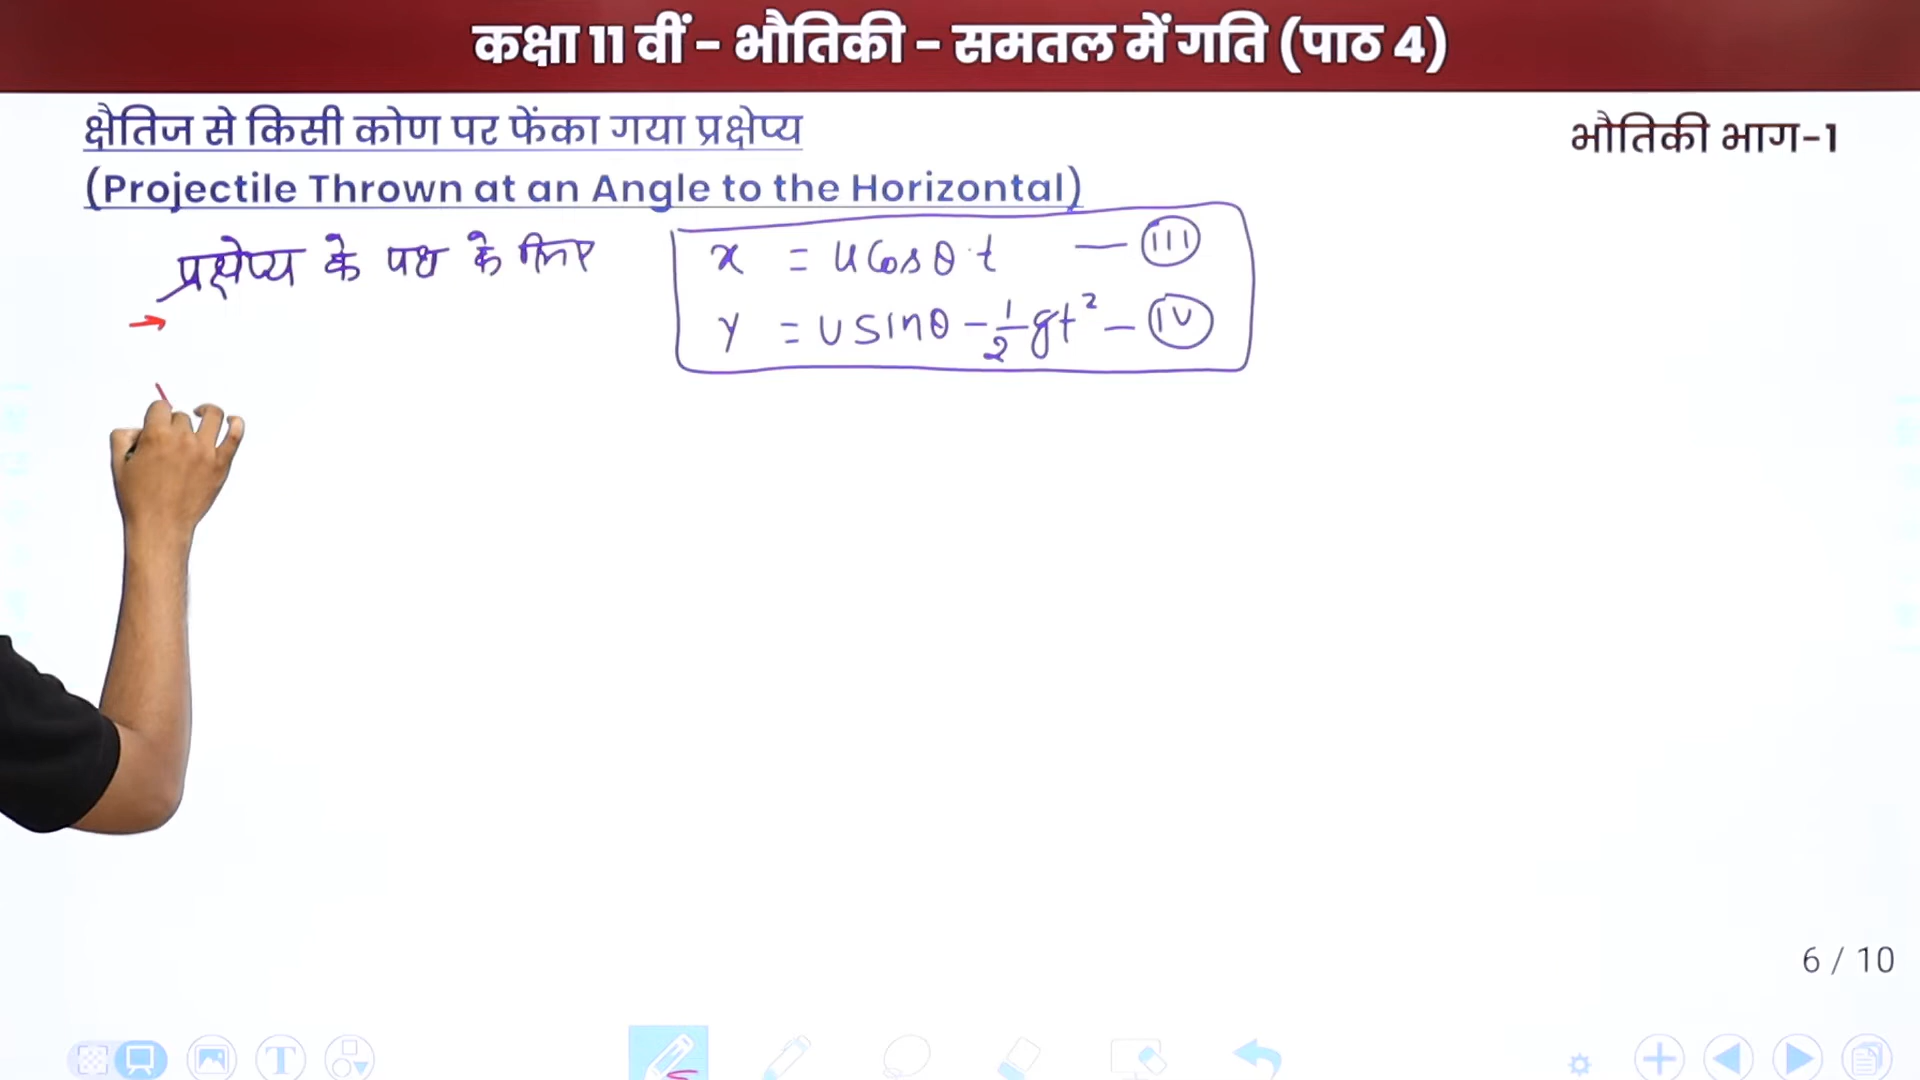 कक्षा 11 वीं - भौतिकी - समतल में गति (पाठ 4)
क्षैतिज से किसी कोण पर फेंका गया प्रक्षेप्य
भौतिकी भाग-1
(Projectile Thrown at an Angle to the Horizontal)
प्रक्षेप्य के पथ के लिए
x = u cos θ · t — (III)
y = u sin θ - 1/2 gt² — (IV)
6 / 10
T